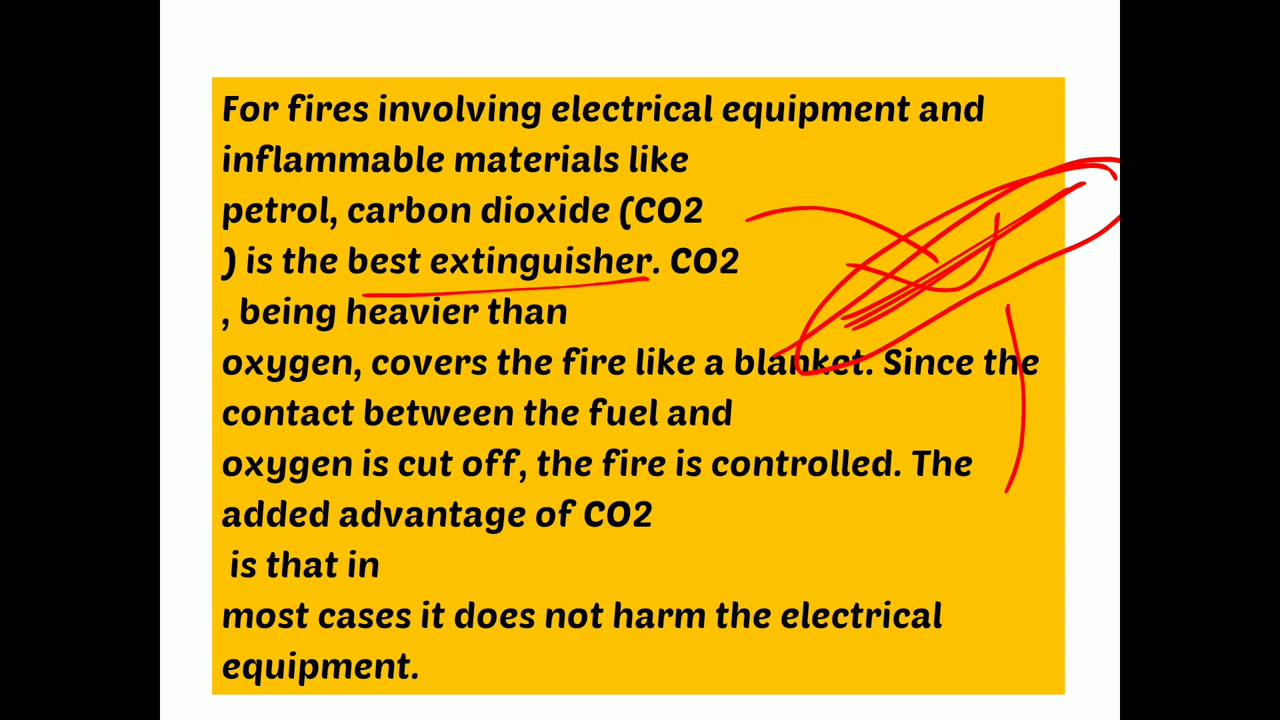 For fires involving electrical equipment and
inflammable materials like
petrol, carbon dioxide (CO2
) is the best extinguisher. CO2
, being heavier than
oxygen, covers the fire like a blanket. Since the
contact between the fuel and
oxygen is cut off, the fire is controlled. The
added advantage of CO2
is that in
most cases it does not harm the electrical
equipment.